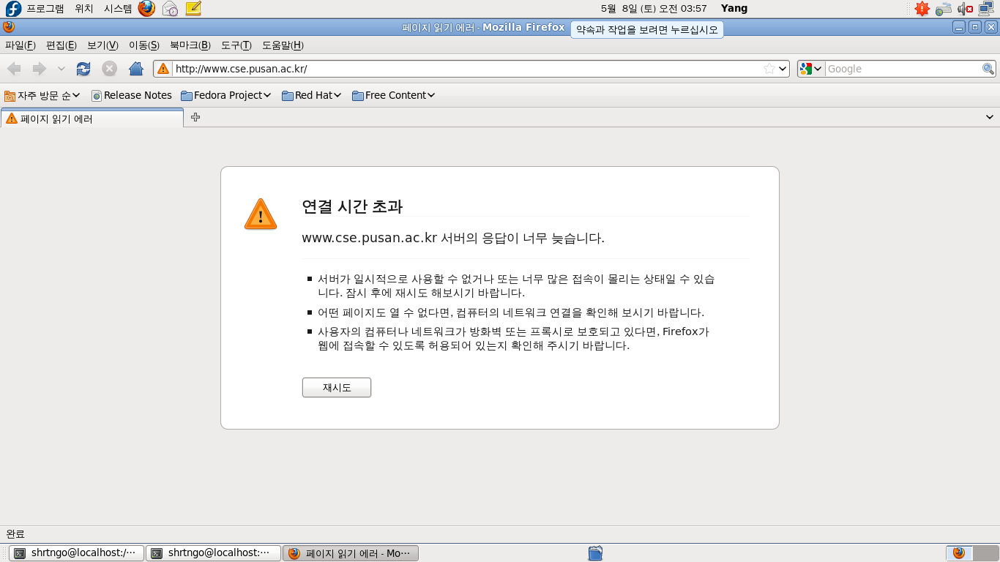 프로그램 위치 시스템 5월 8일 (토) 오전 03:57 Yang
페이지 읽기 에러 - Mozilla Firefox
약속과 작업을 보려면 누르십시오
파일(F) 편집(E) 보기(V) 이동(S) 북마크(B) 도구(T) 도움말(H)
http://www.cse.pusan.ac.kr/ Google
자주 방문 순 Release Notes Fedora Project Red Hat Free Content
페이지 읽기 에러
연결 시간 초과
www.cse.pusan.ac.kr 서버의 응답이 너무 늦습니다.
서버가 일시적으로 사용할 수 없거나 또는 너무 많은 접속이 몰리는 상태일 수 있습
니다. 잠시 후에 재시도 해보시기 바랍니다.
어떤 페이지도 열 수 없다면, 컴퓨터의 네트워크 연결을 확인해 보시기 바랍니다.
사용자의 컴퓨터나 네트워크가 방화벽 또는 프록시로 보호되고 있다면, Firefox가
웹에 접속할 수 있도록 허용되어 있는지 확인해 주시기 바랍니다.
재시도
완료
shrtngo@localhost:/⋯ shrtngo@localhost:⋯ 페이지 읽기 에러 - Mo⋯